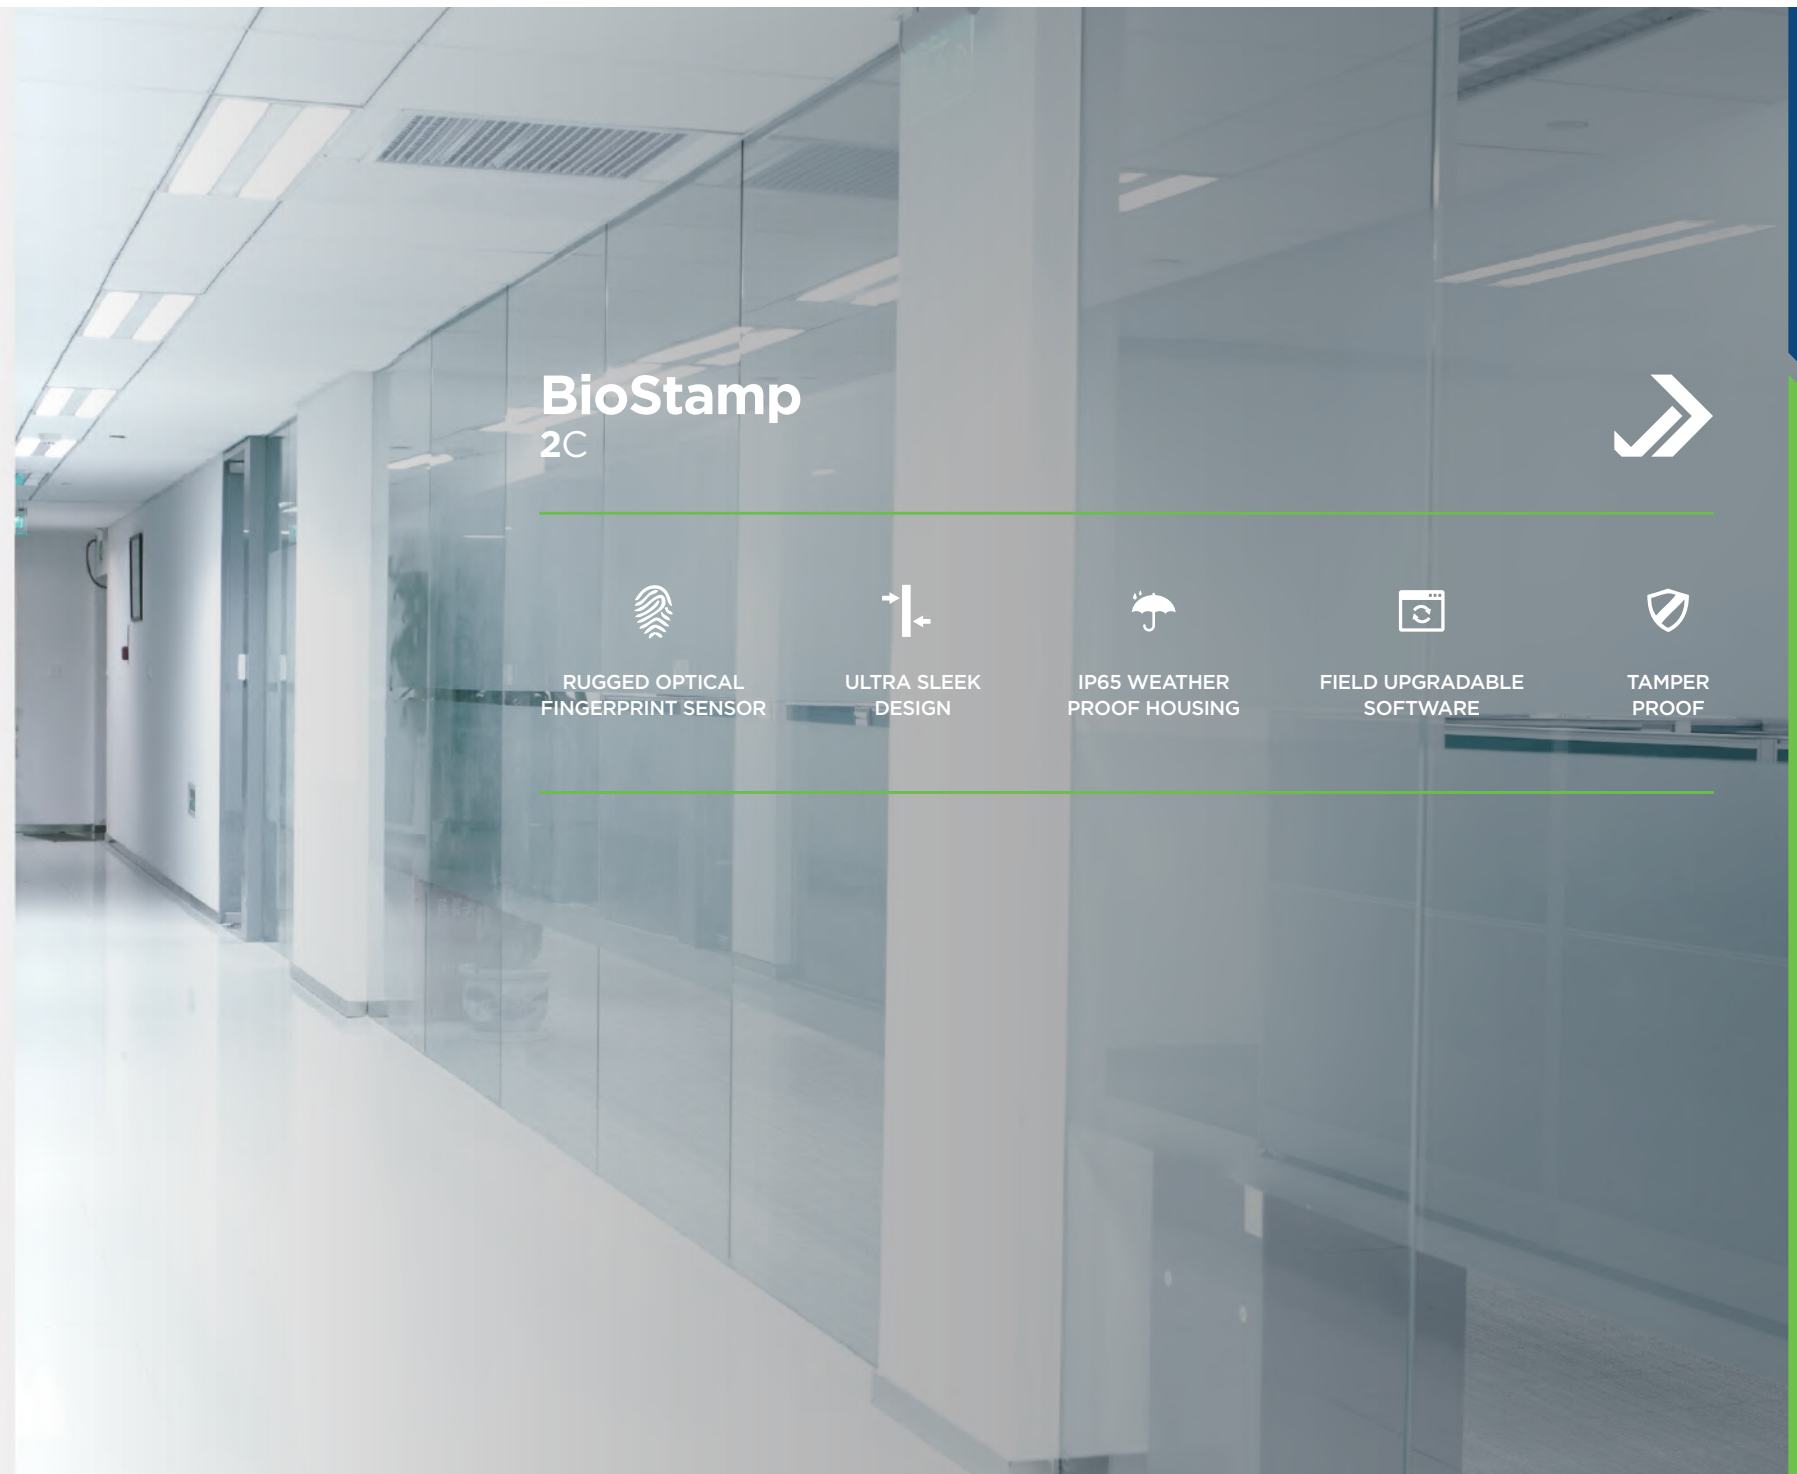 BioStamp
2C
RUGGED OPTICAL
FINGERPRINT SENSOR
ULTRA SLEEK
DESIGN
IP65 WEATHER
PROOF HOUSING
FIELD UPGRADABLE
SOFTWARE
TAMPER
PROOF